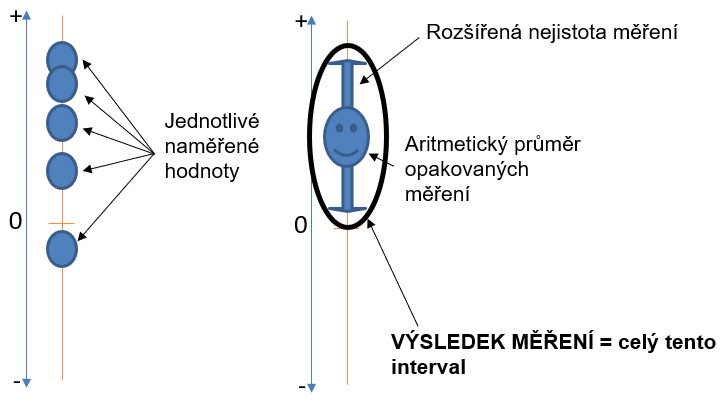 +
Jednotlivé
naměřené
hodnoty
0
-
+
Rozšířená nejistota měření
Aritmetický průměr
opakovaných
měření
0
VÝSLEDEK MĚŘENÍ = celý tento
interval
-